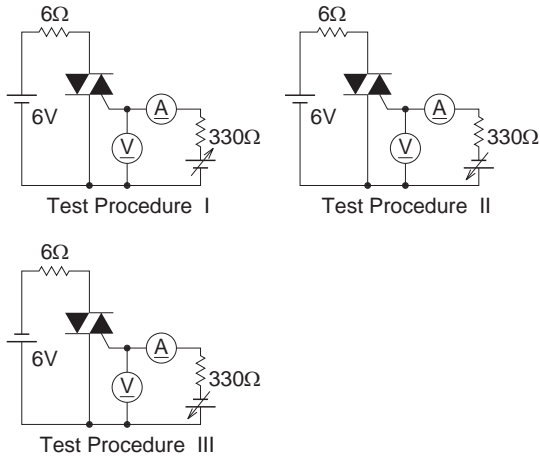 6Ω
6V
A
V
330Ω
Test Procedure I
6Ω
6V
A
V
330Ω
Test Procedure II
6Ω
6V
A
V
330Ω
Test Procedure III